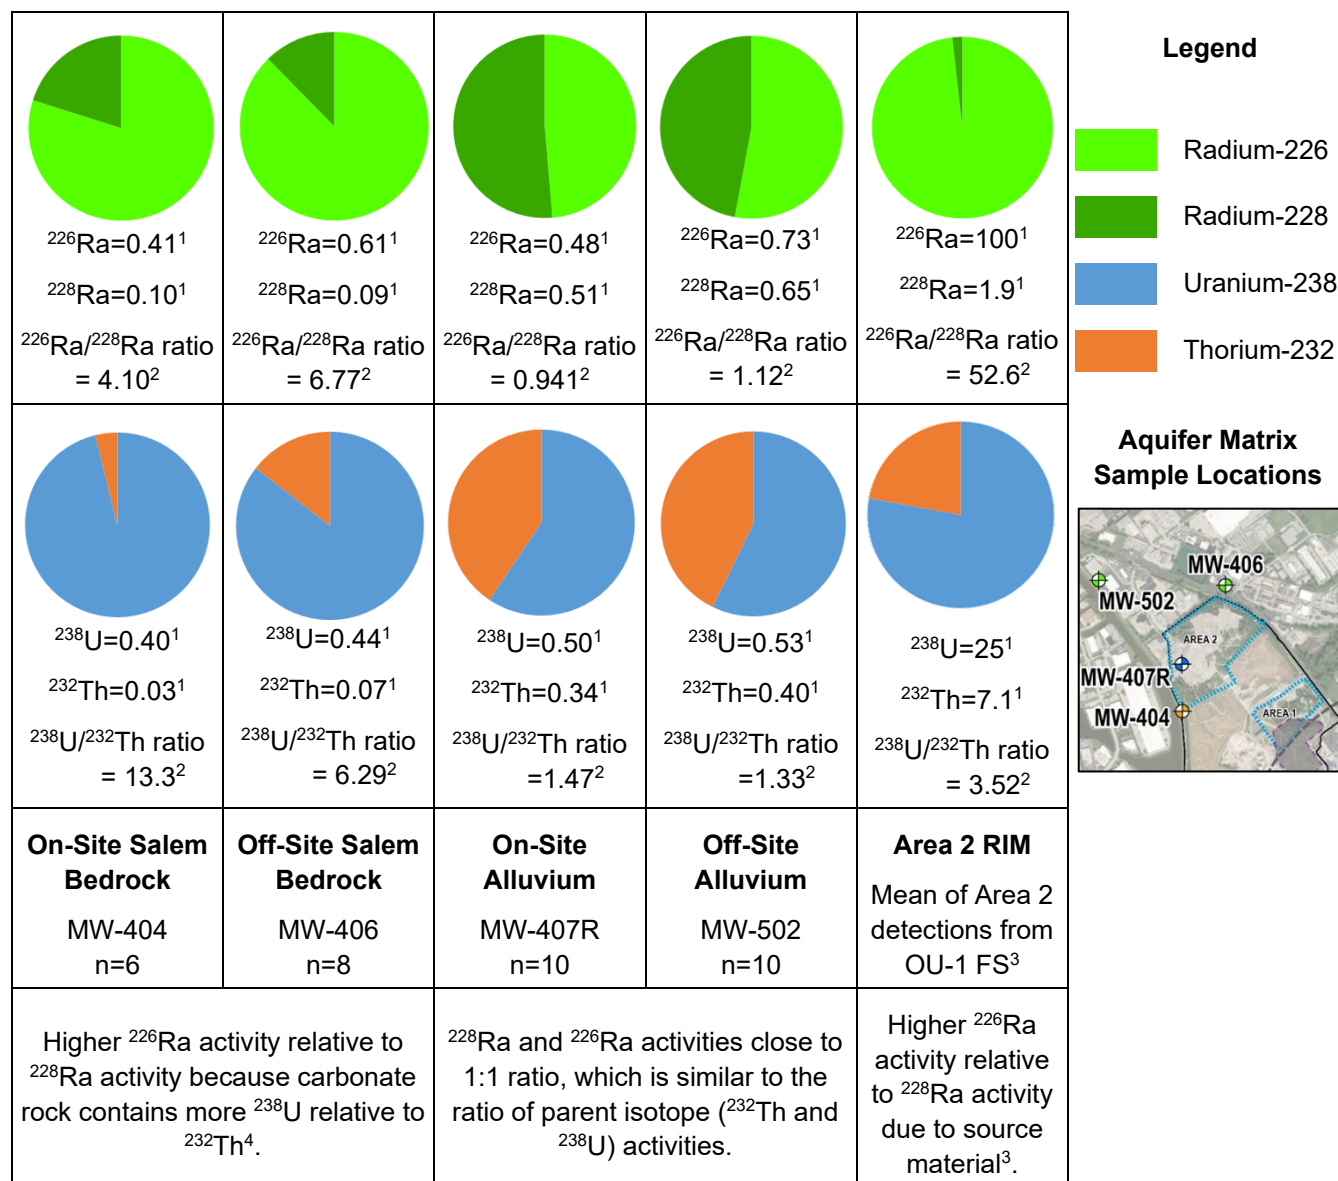 ²²⁶Ra=0.41¹
²²⁸Ra=0.10¹
²²⁶Ra/²²⁸Ra ratio
= 4.10²
²²⁶Ra=0.61¹
²²⁸Ra=0.09¹
²²⁶Ra/²²⁸Ra ratio
= 6.77²
²²⁶Ra=0.48¹
²²⁸Ra=0.51¹
²²⁶Ra/²²⁸Ra ratio
= 0.941²
²²⁶Ra=0.73¹
²²⁸Ra=0.65¹
²²⁶Ra/²²⁸Ra ratio
= 1.12²
²²⁶Ra=100¹
²²⁸Ra=1.9¹
²²⁶Ra/²²⁸Ra ratio
= 52.6²
²³⁸U=0.40¹
²³²Th=0.03¹
²³⁸U/²³²Th ratio
= 13.3²
²³⁸U=0.44¹
²³²Th=0.07¹
²³⁸U/²³²Th ratio
= 6.29²
²³⁸U=0.50¹
²³²Th=0.34¹
²³⁸U/²³²Th ratio
=1.47²
²³⁸U=0.53¹
²³²Th=0.40¹
²³⁸U/²³²Th ratio
=1.33²
²³⁸U=25¹
²³²Th=7.1¹
²³⁸U/²³²Th ratio
= 3.52²
On-Site Salem
Bedrock
MW-404
n=6
Off-Site Salem
Bedrock
MW-406
n=8
On-Site
Alluvium
MW-407R
n=10
Off-Site
Alluvium
MW-502
n=10
Area 2 RIM
Mean of Area 2
detections from
OU-1 FS³
Higher ²²⁶Ra activity relative to
²²⁸Ra activity because carbonate
rock contains more ²³⁸U relative to
²³²Th⁴.
²²⁸Ra and ²²⁶Ra activities close to
1:1 ratio, which is similar to the
ratio of parent isotope (²³²Th and
²³⁸U) activities.
Higher ²²⁶Ra
activity relative
to ²²⁸Ra activity
due to source
material³.
Legend
Radium-226
Radium-228
Uranium-238
Thorium-232
Aquifer Matrix
Sample Locations
MW-406
MW-502
AREA 2
MW-407R
MW-404
AREA 1